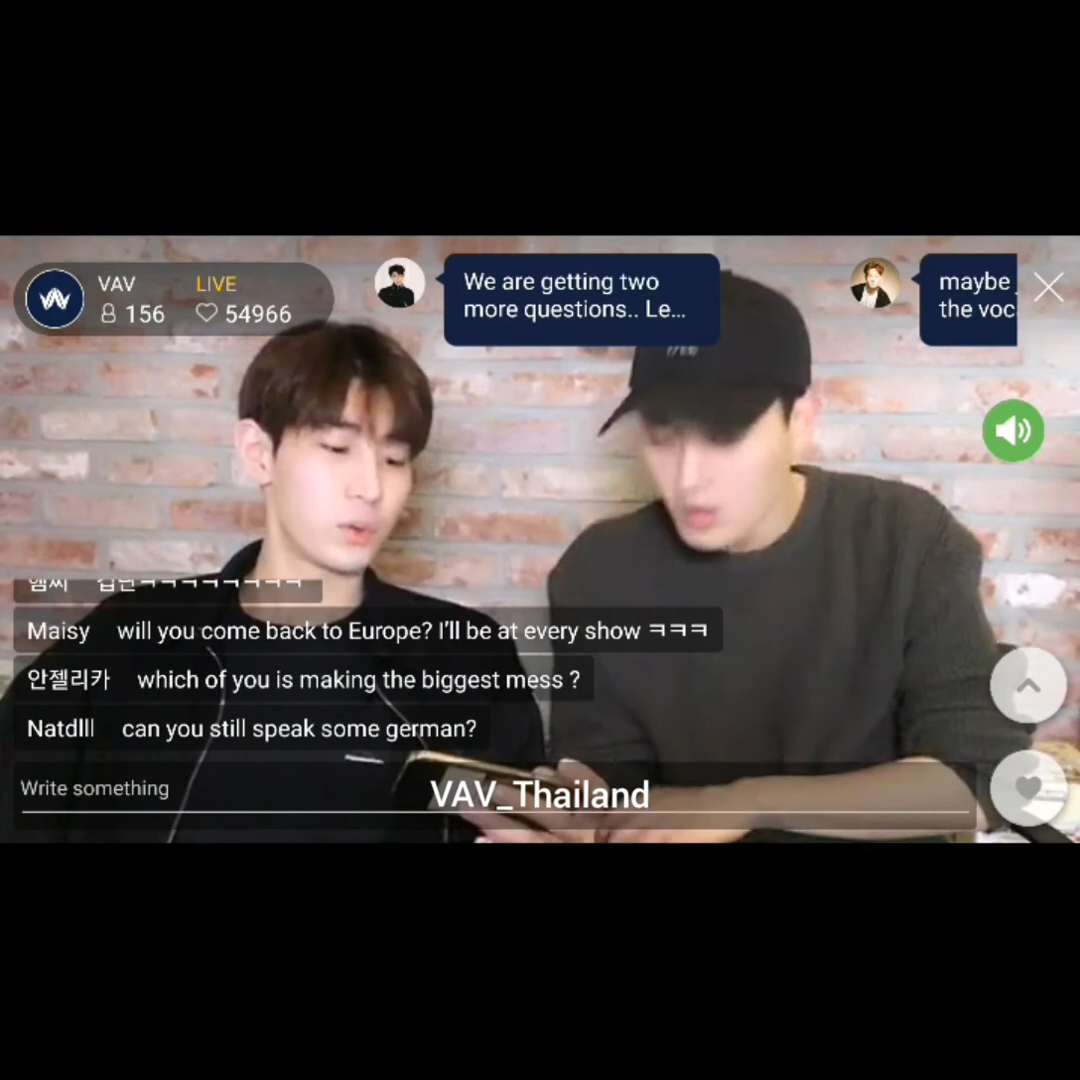 VAV
LIVE
156
54966
We are getting two
more questions.. Le...
maybe
the voc
Maisy will you come back to Europe? I'll be at every show ㅋㅋㅋ
안젤리카 which of you is making the biggest mess ?
Natdlll can you still speak some german?
Write something
VAV_Thailand